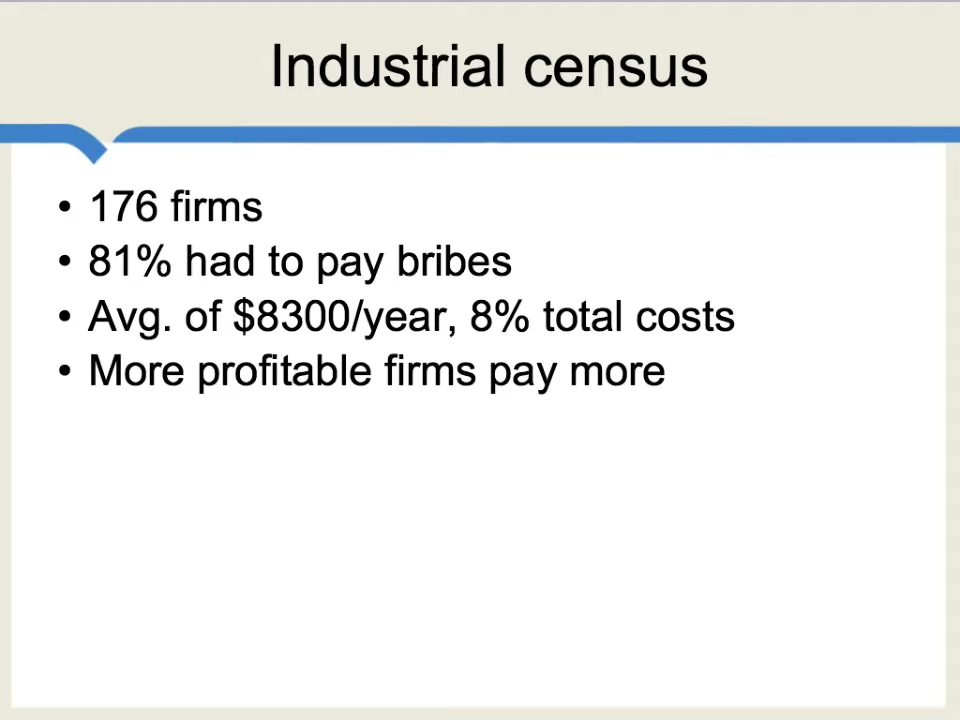 Industrial census
• 176 firms
• 81% had to pay bribes
• Avg. of $8300/year, 8% total costs
• More profitable firms pay more